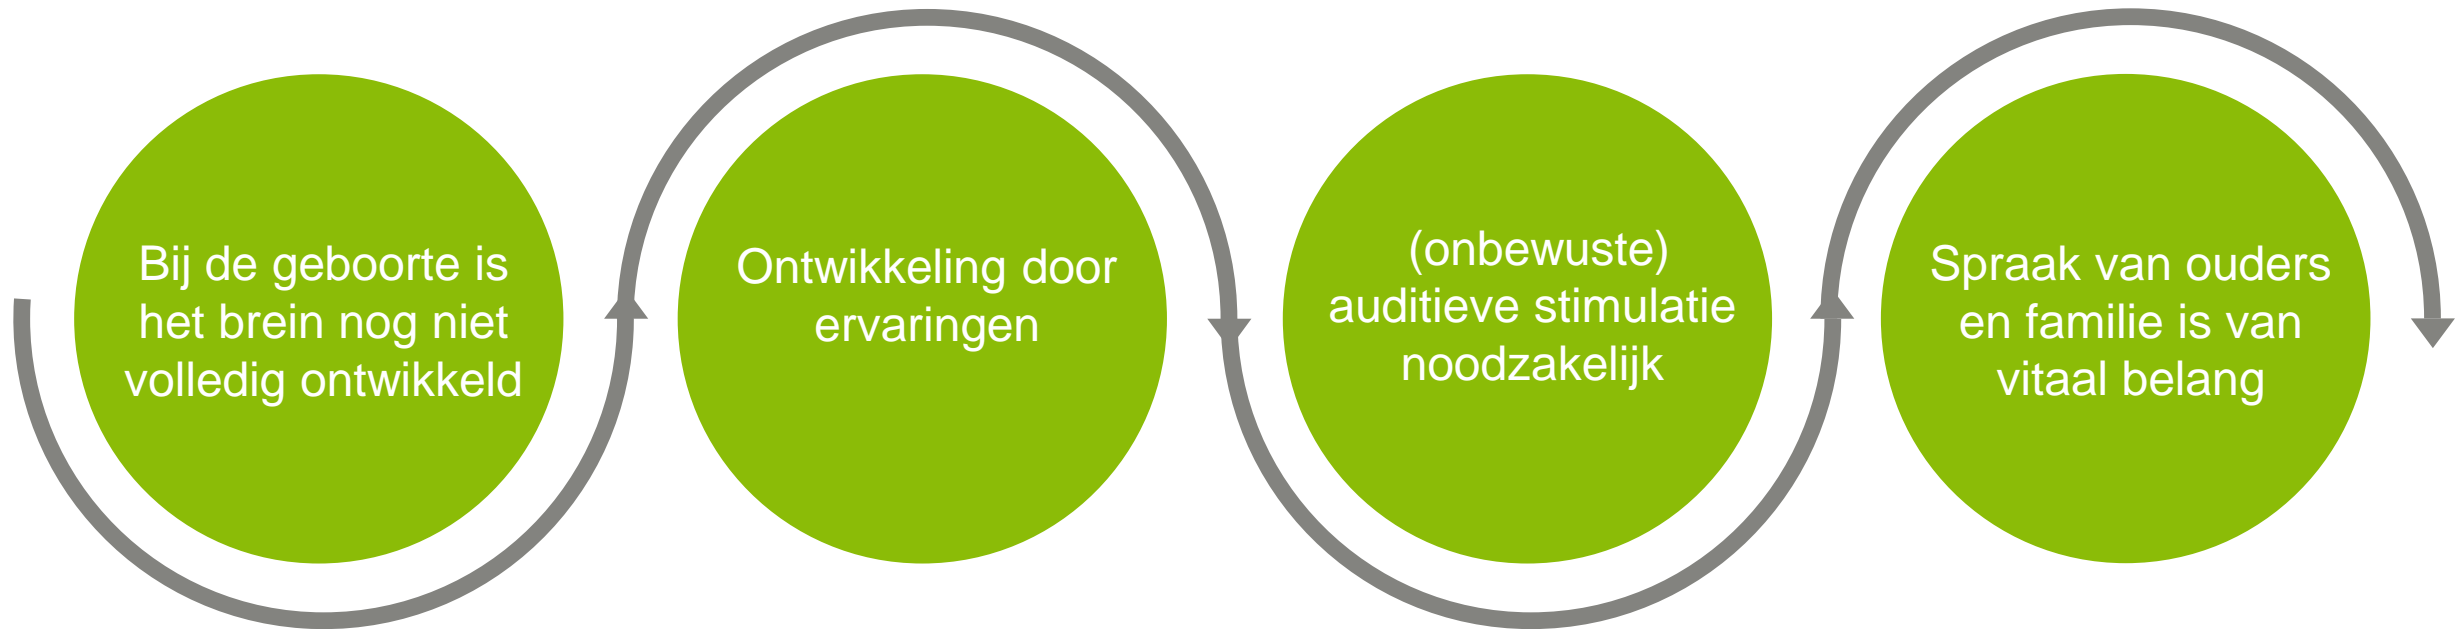 Bij de geboorte is
het brein nog niet
volledig ontwikkeld
Ontwikkeling door
ervaringen
(onbewuste)
auditieve stimulatie
noodzakelijk
Spraak van ouders
en familie is van
vitaal belang